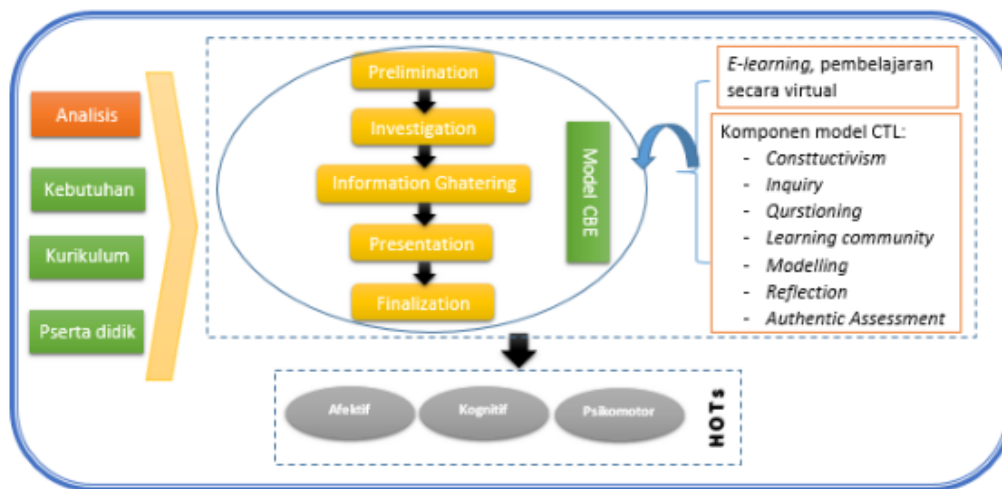 Analisis
Kebutuhan
Kurikulum
Pserta didik
Prelimination
Investigation
Information Ghatering
Presentation
Finalization
Model CBE
E-learning, pembelajaran
secara virtual
Komponen model CTL:
- Consttuctivism
- Inquiry
- Qurstioning
- Learning community
- Modelling
- Reflection
- Authentic Assessment
Afektif
Kognitif
Psikomotor
HOTs